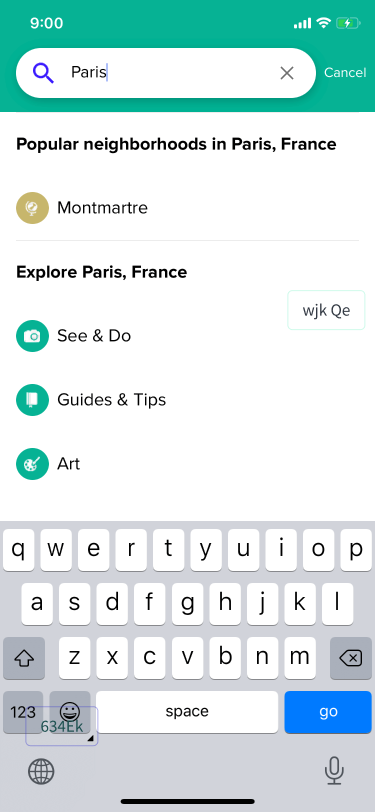 9:00
Paris
Cancel
Popular neighborhoods in Paris, France
Montmartre
Explore Paris, France
wjk Qe
See & Do
Guides & Tips
Art
q w e r t y u i o p
a s d f g h j k l
z x c v b n m
123 space go
634Ek